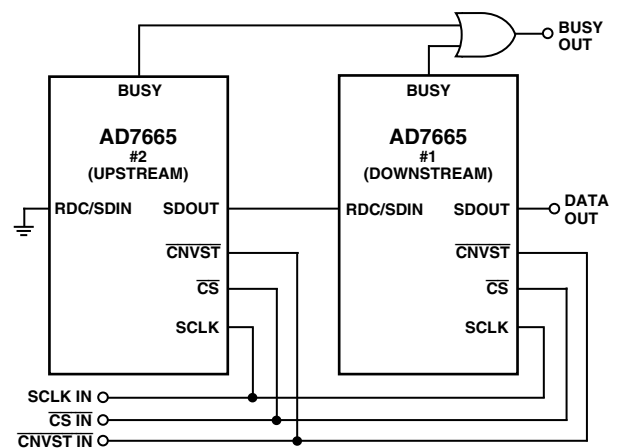 BUSY
OUT
BUSY
BUSY
AD7665
#2
(UPSTREAM)
AD7665
#1
(DOWNSTREAM)
RDC/SDIN
SDOUT
RDC/SDIN
SDOUT
DATA
OUT
CNVST
CNVST
CS
CS
SCLK
SCLK
SCLK IN
CS IN
CNVST IN